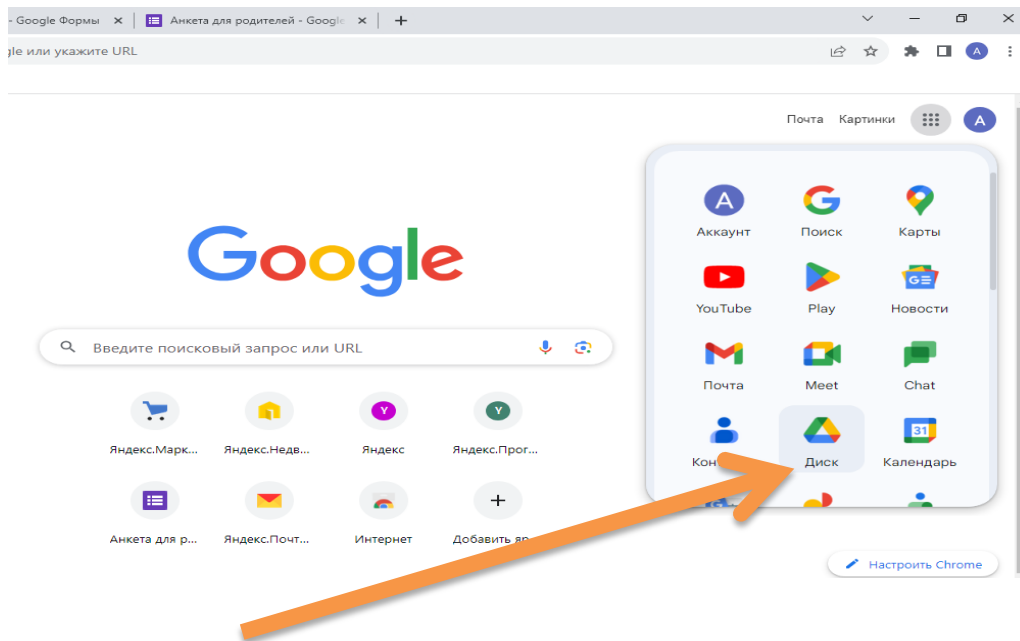 - Google Формы
Анкета для родителей - Google
gle или укажите URL
A
Почта Картинки
A
Google
Введите поисковый запрос или URL
A
Аккаунт Поиск Карты
YouTube Play Новости
Почта Meet Chat
31
Диск Календарь
Y Y
Яндекс.Марк... Яндекс.Недв... Яндекс Яндекс.Прог...
Анкета для р... Яндекс.Почт... Интернет Добавить
Настроить Chrome